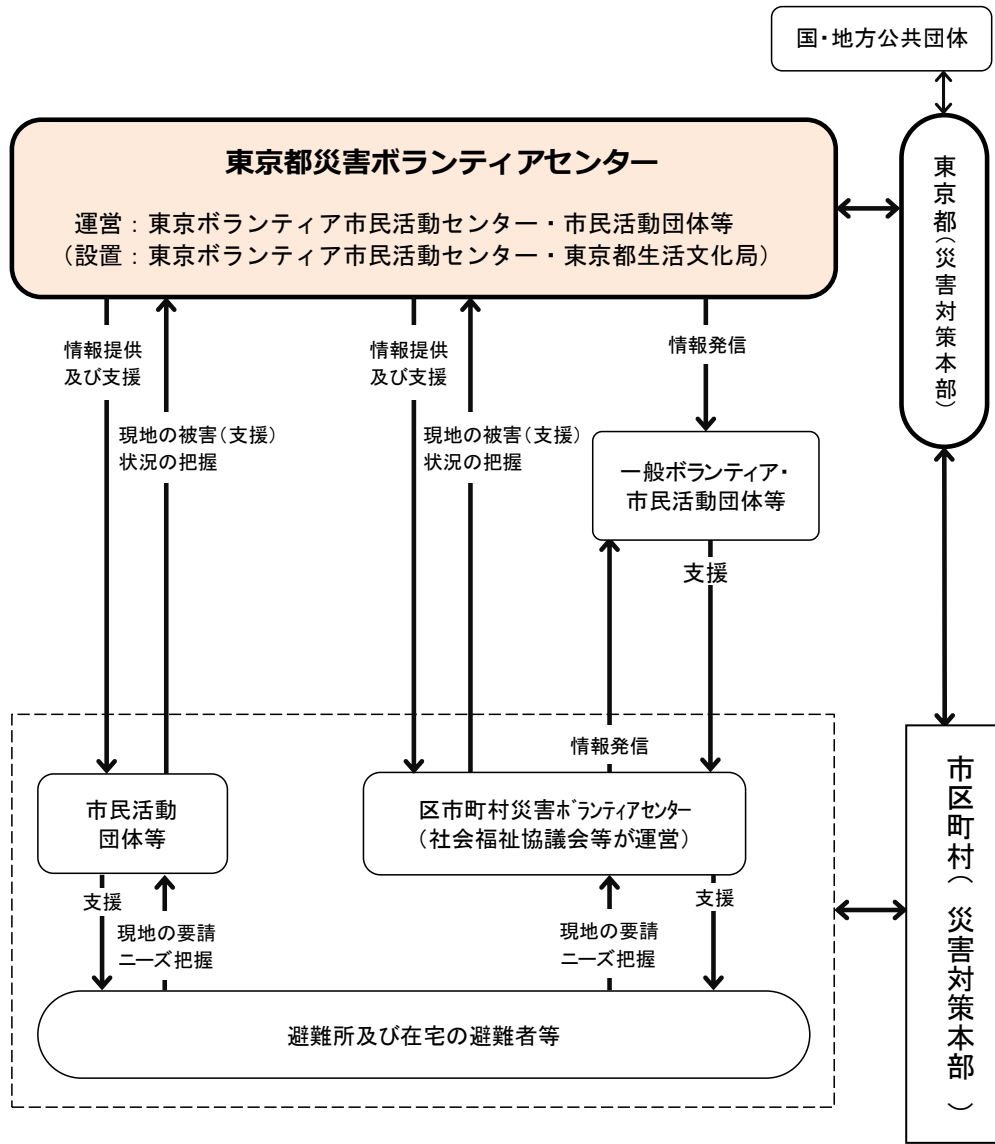 国・地方公共団体
東京都災害ボランティアセンター
運営：東京ボランティア市民活動センター・市民活動団体等
（設置：東京ボランティア市民活動センター・東京都生活文化局）
東京都（災害対策本部）
情報提供
及び支援
現地の被害（支援）
状況の把握
情報提供
及び支援
現地の被害（支援）
状況の把握
情報発信
一般ボランティア・
市民活動団体等
支援
情報発信
市民活動
団体等
区市町村災害ﾎﾞﾗﾝﾃｨｱｾﾝﾀｰ
（社会福祉協議会等が運営）
市区町村（災害対策本部）
支援
現地の要請
ニーズ把握
現地の要請
ニーズ把握
支援
避難所及び在宅の避難者等